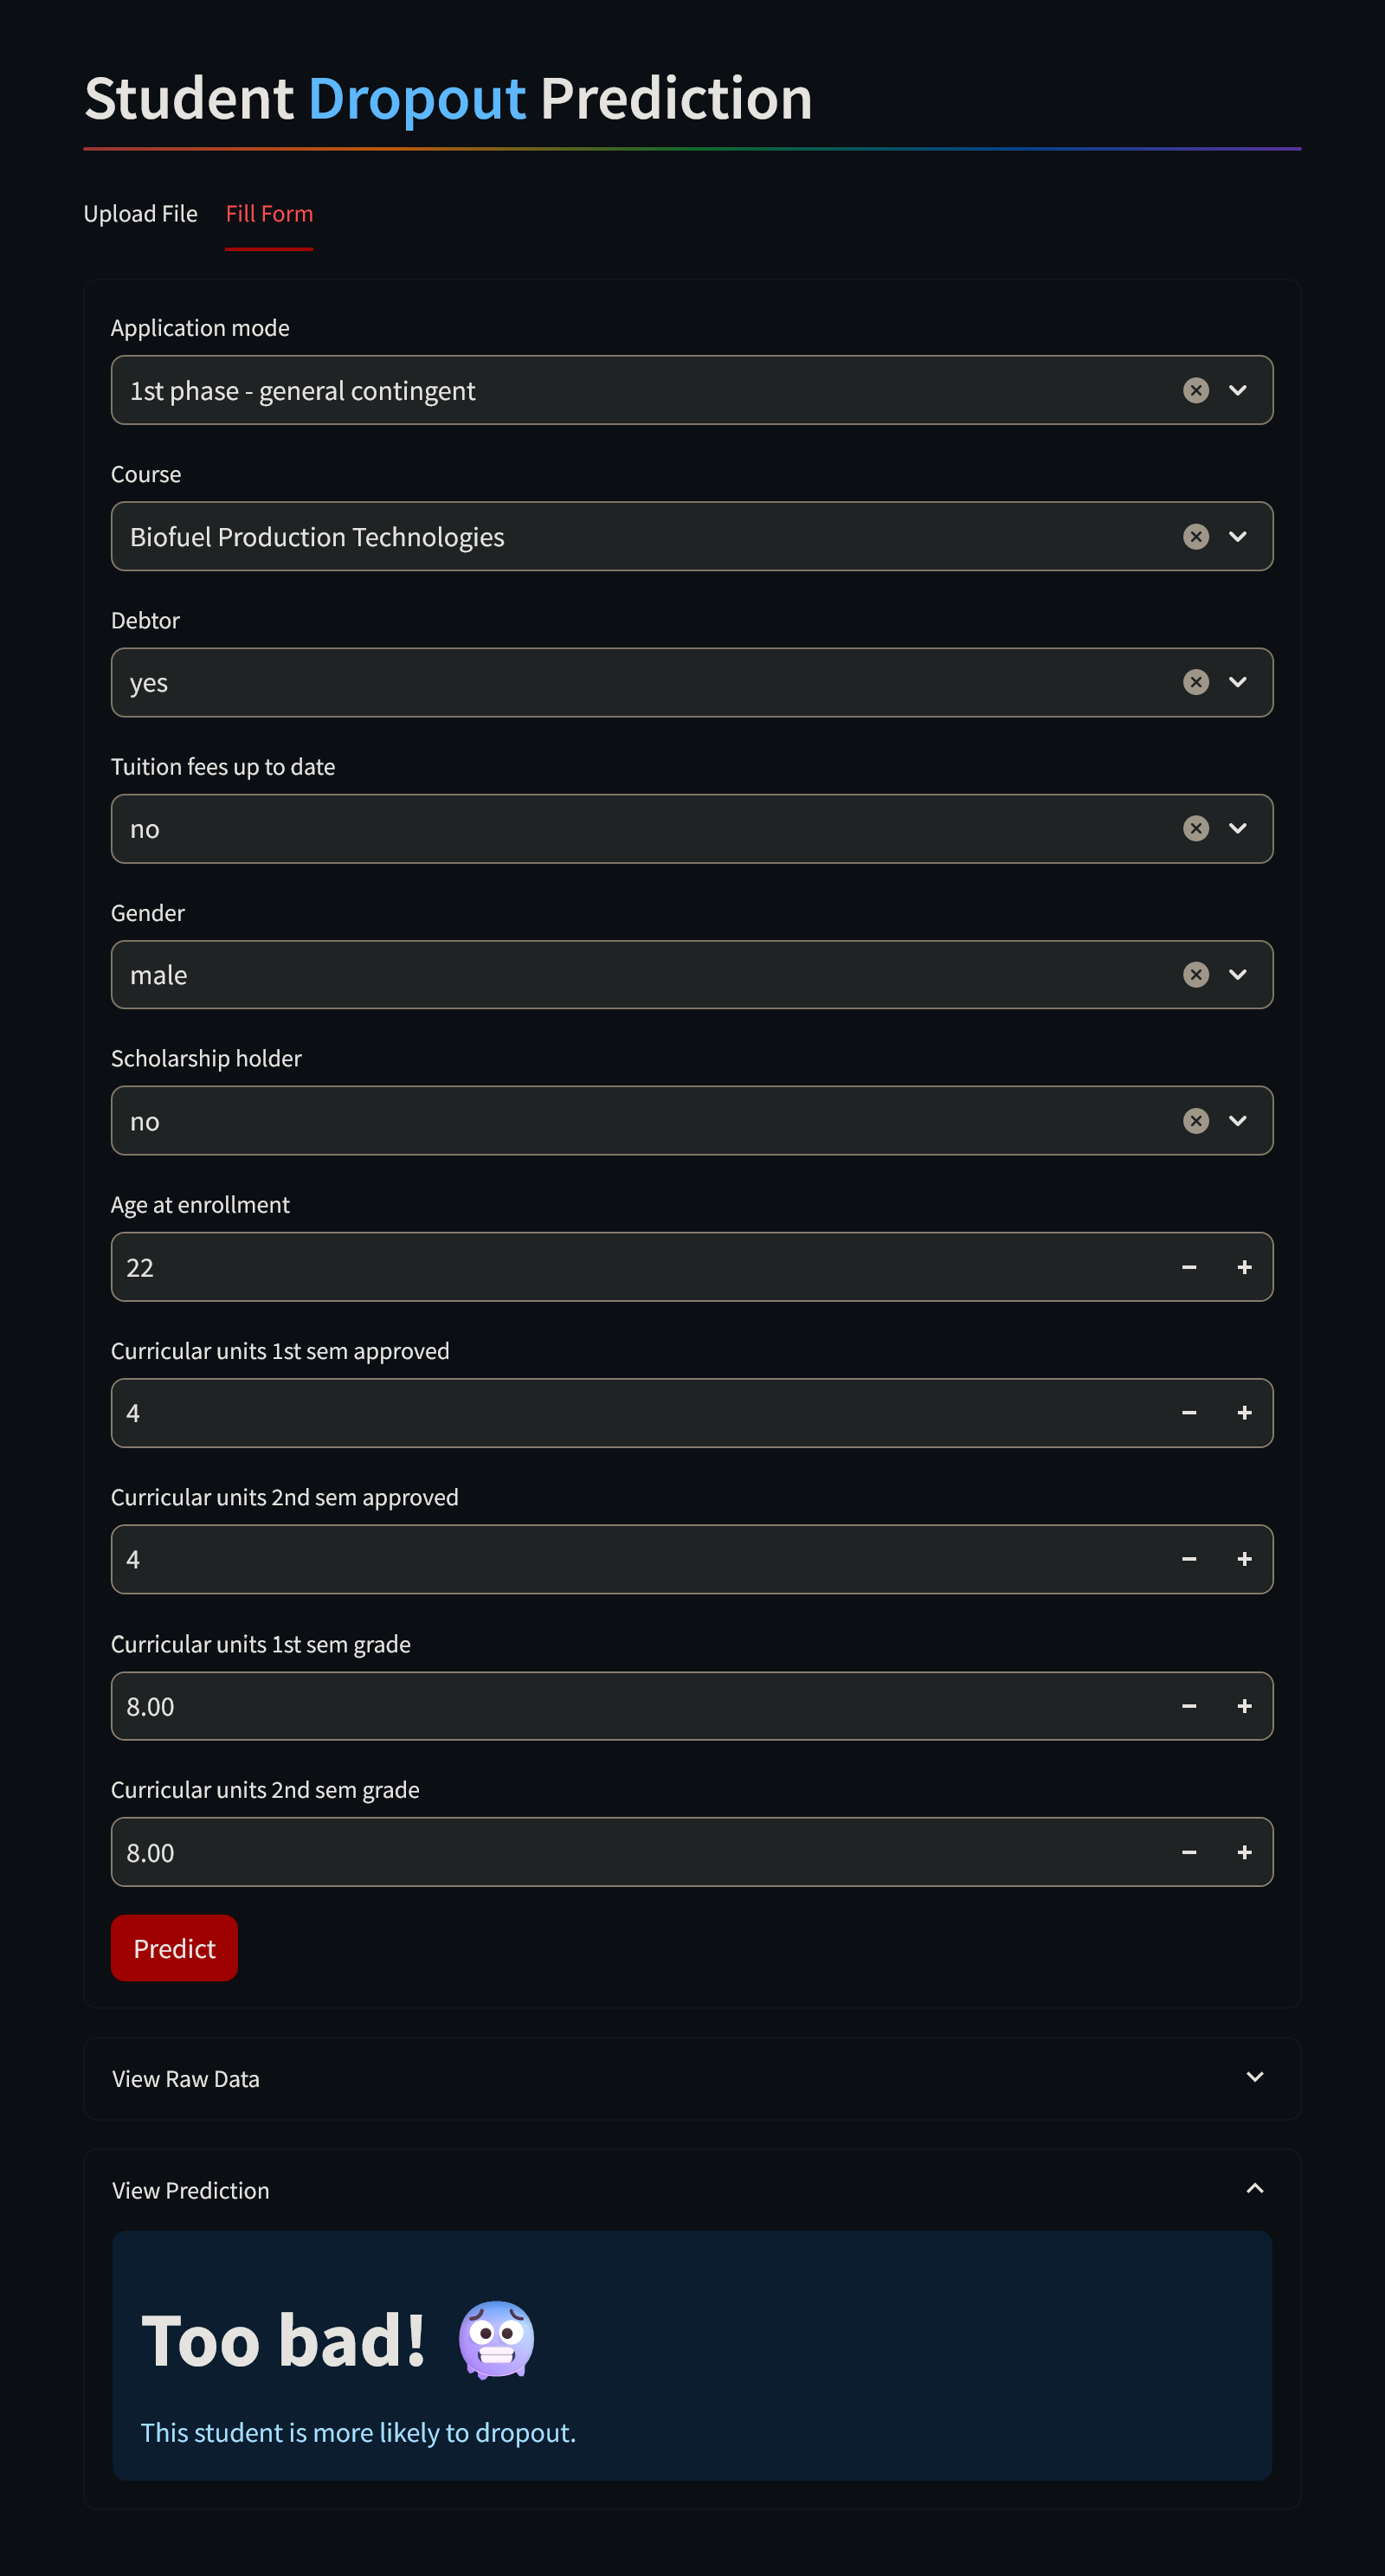 Student Dropout Prediction
Upload File Fill Form
Application mode
1st phase - general contingent
Course
Biofuel Production Technologies
Debtor
yes
Tuition fees up to date
no
Gender
male
Scholarship holder
no
Age at enrollment
22
Curricular units 1st sem approved
4
Curricular units 2nd sem approved
4
Curricular units 1st sem grade
8.00
Curricular units 2nd sem grade
8.00
Predict
View Raw Data
View Prediction
Too bad! 🥶
This student is more likely to dropout.